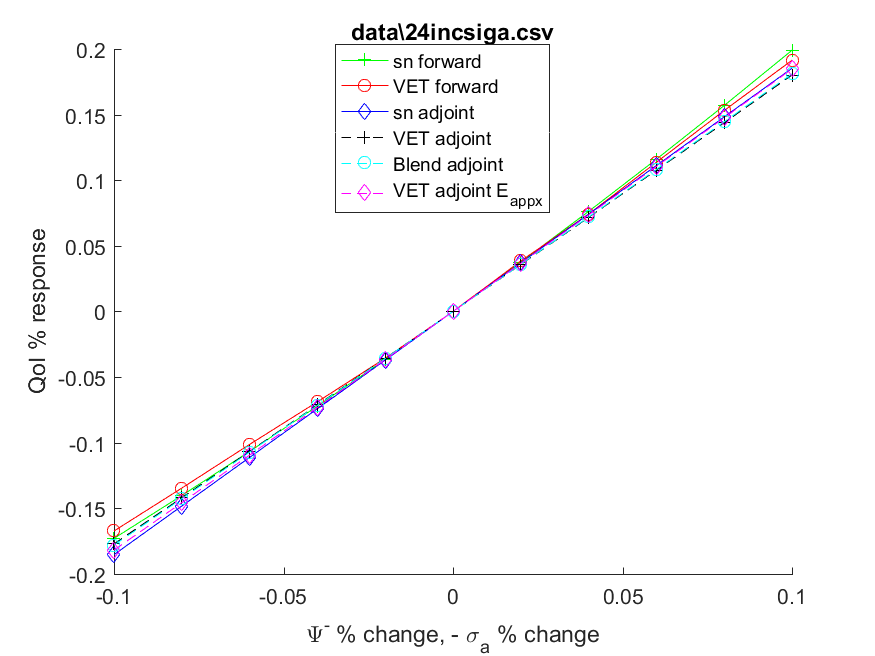 data\24incsiga.csv
sn forward
VET forward
sn adjoint
VET adjoint
Blend adjoint
VET adjoint E_appx
QoI % response
0.2
0.15
0.1
0.05
0
-0.05
-0.1
-0.15
-0.2
-0.1
-0.05
0
0.05
0.1
Ψ⁻ % change, - σ_a % change